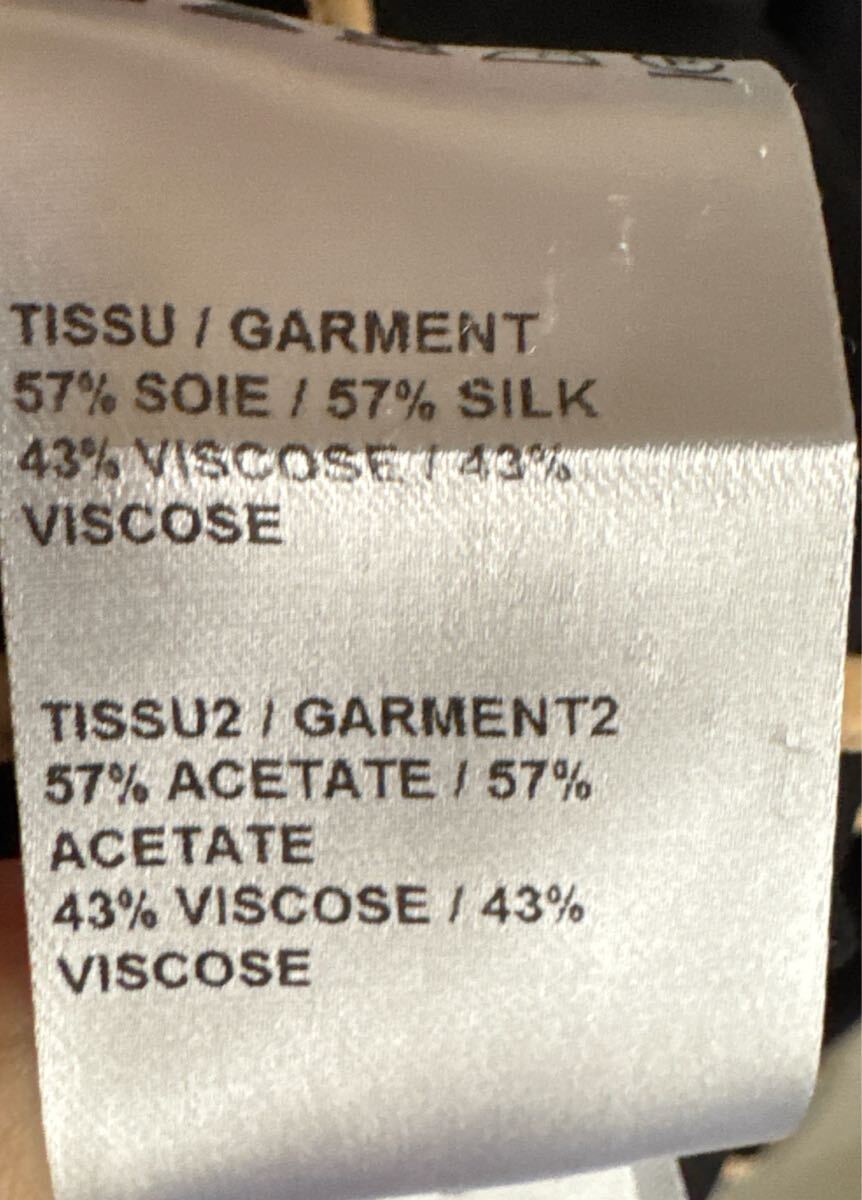 TISSU / GARMENT
57% SOIE / 57% SILK
43% VISCOSE / 43%
VISCOSE
TISSU2 / GARMENT2
57% ACETATE / 57%
ACETATE
43% VISCOSE / 43%
VISCOSE